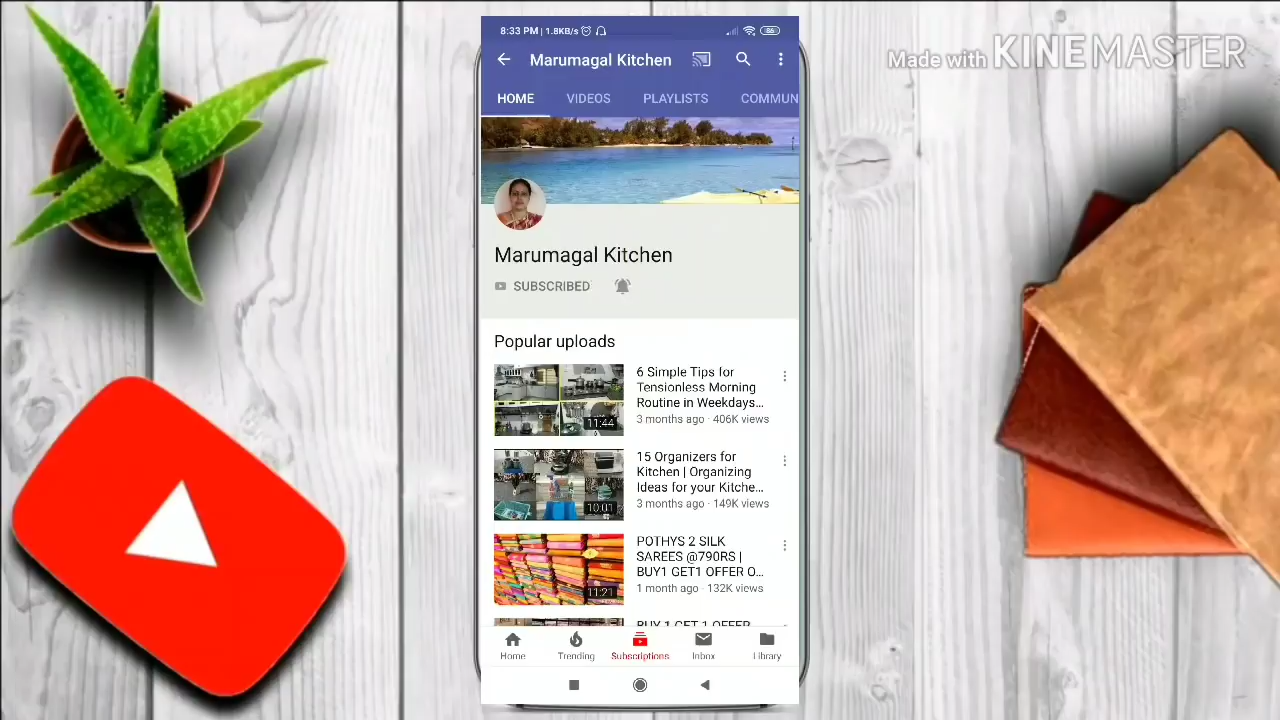 Made with KINEMASTER
8:33 PM | 1.8KB/s
86
Marumagal Kitchen
HOME VIDEOS PLAYLISTS COMMUN
Marumagal Kitchen
SUBSCRIBED
Popular uploads
6 Simple Tips for
Tensionless Morning
Routine in Weekdays...
3 months ago · 406K views
11:44
15 Organizers for
Kitchen | Organizing
Ideas for your Kitche...
3 months ago · 149K views
10:01
POTHYS 2 SILK
SAREES @790RS |
BUY1 GET1 OFFER O...
1 month ago · 132K views
11:21
BUY 1 GET 1 OFFER
Home Trending Subscriptions Inbox Library